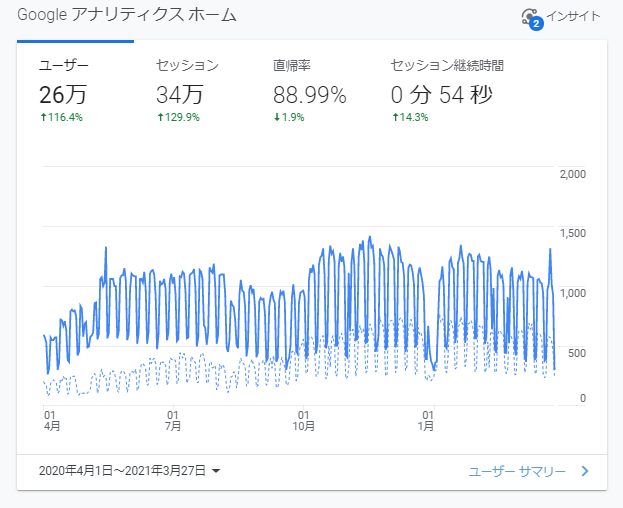 Google アナリティクス ホーム
2 インサイト
ユーザー セッション 直帰率 セッション継続時間
26万 34万 88.99% 0 分 54 秒
↑116.4% ↑129.9% ↓1.9% ↑14.3%
2,000
1,500
1,000
500
0
01 01 01 01
4月 7月 10月 1月
2020年4月1日～2021年3月27日
ユーザー サマリー